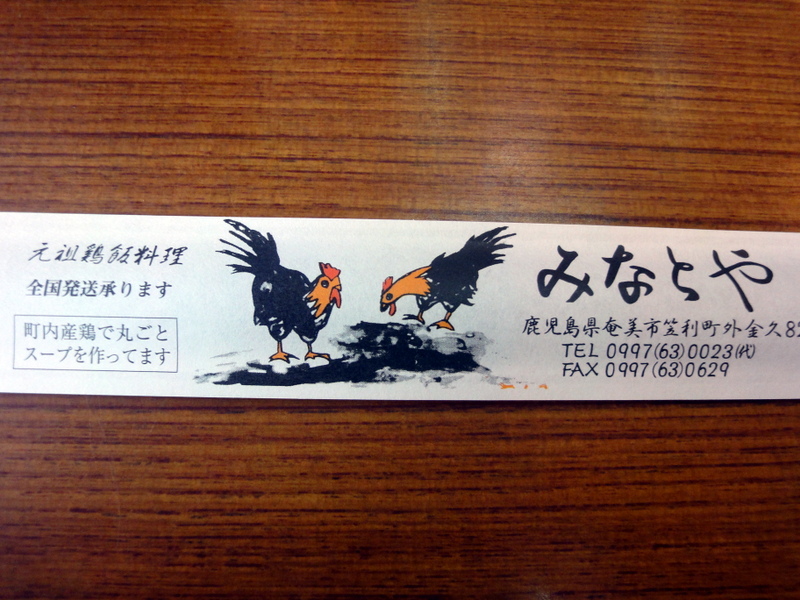 元祖鶏飯料理
全国発送承ります
町内産鶏で丸ごと
スープを作ってます
みなとや
鹿児島県奄美市笠利町外金久82
TEL 0997(63)0023(代)
FAX 0997(63)0629